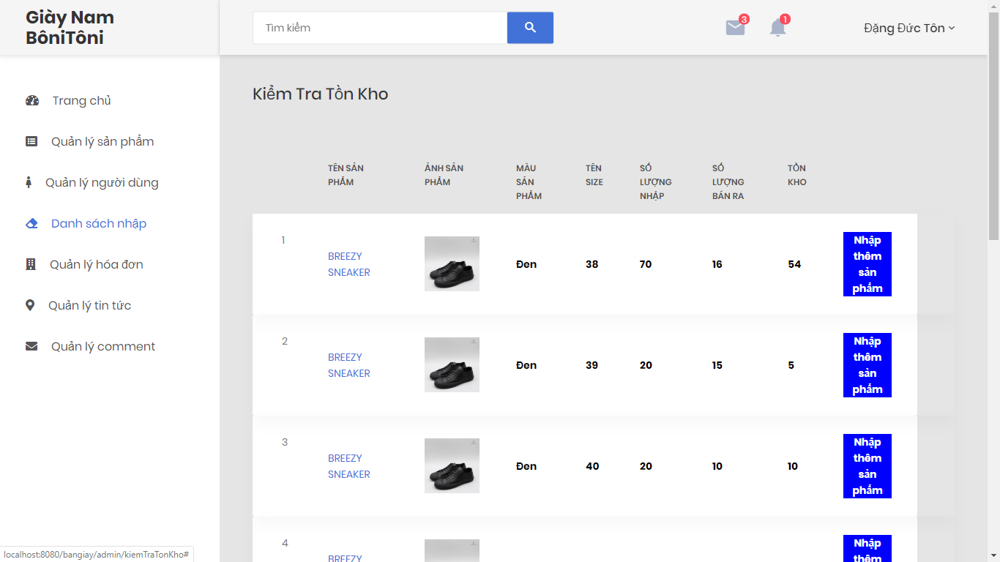 Giày Nam
BôniTôni
Tìm kiếm
3
1
Đặng Đức Tôn
Trang chủ
Quản lý sản phẩm
Quản lý người dùng
Danh sách nhập
Quản lý hóa đơn
Quản lý tin tức
Quản lý comment
Kiểm Tra Tồn Kho
TÊN SẢN
PHẨM
ẢNH SẢN
PHẨM
MÀU
SẢN
PHẨM
TÊN
SIZE
SỐ
LƯỢNG
NHẬP
SỐ
LƯỢNG
BÁN RA
TỒN
KHO
1
BREEZY
SNEAKER
Đen
38
70
16
54
Nhập
thêm
sản
phẩm
2
BREEZY
SNEAKER
Đen
39
20
15
5
Nhập
thêm
sản
phẩm
3
BREEZY
SNEAKER
Đen
40
20
10
10
Nhập
thêm
sản
phẩm
4
BREEZY
Nhập
thêm
localhost:8080/bangiay/admin/kiemTraTonKho#